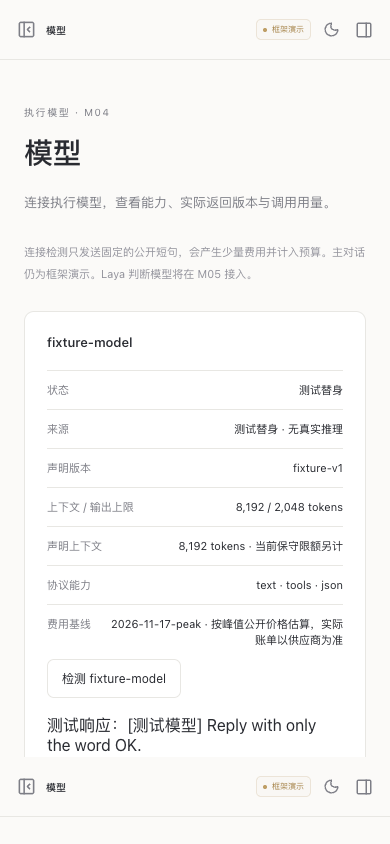 模型
框架演示
执行模型 · M04
模型
连接执行模型，查看能力、实际返回版本与调用用量。
连接检测只发送固定的公开短句，会产生少量费用并计入预算。主对话
仍为框架演示。Laya 判断模型将在 M05 接入。
fixture-model
状态 测试替身
来源 测试替身 · 无真实推理
声明版本 fixture-v1
上下文 / 输出上限 8,192 / 2,048 tokens
声明上下文 8,192 tokens · 当前保守限额另计
协议能力 text · tools · json
费用基线 2026-11-17-peak · 按峰值公开价格估算，实际
账单以供应商为准
检测 fixture-model
测试响应： [测试模型] Reply with only
the word OK.
模型
框架演示